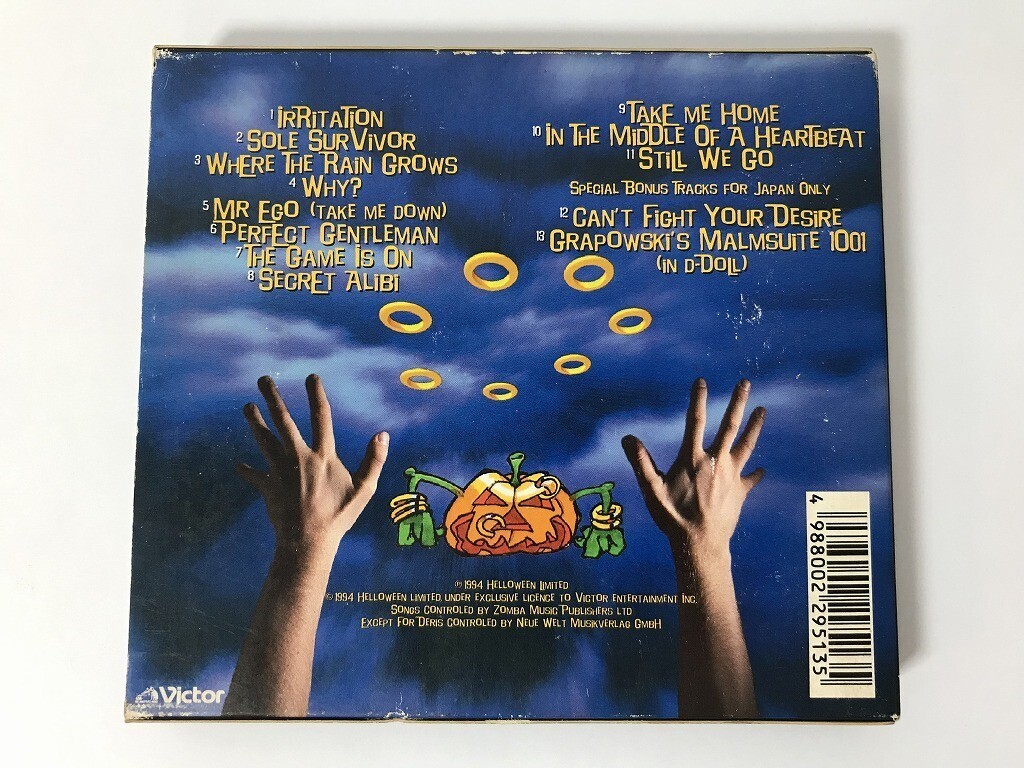 1 Irritation
2 Sole Survivor
3 Where The Rain Grows
4 Why?
5 Mr Ego (Take Me Down)
6 Perfect Gentleman
7 The Game Is On
8 Secret Alibi
9 Take Me Home
10 In The Middle Of A Heartbeat
11 Still We Go
Special Bonus Tracks for Japan Only
12 Can't Fight Your Desire
13 Grapowski's Malmsuite 1001
(in D-Doll)
℗ 1994 Helloween Limited
© 1994 Helloween Limited, under exclusive licence to Victor Entertainment Inc.
Songs controled by Zomba Music Publishers Ltd
Except For Deris controled by Neue Welt Musikverlag GmbH
Victor
4 988002 295135